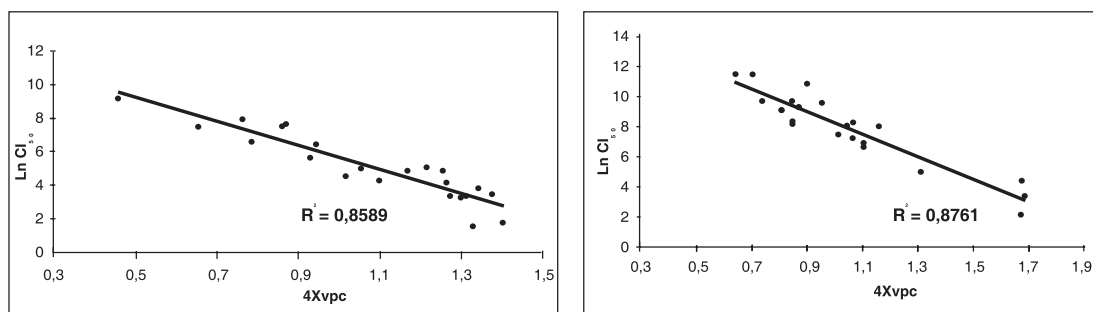 12
10
8
6
4
2
0
Ln CI₅₀
R² = 0,8589
0,3 0,5 0,7 0,9 1,1 1,3 1,5
4Xvpc
14
12
10
8
6
4
2
0
Ln CI₅₀
R² = 0,8761
0,3 0,5 0,7 0,9 1,1 1,3 1,5 1,7 1,9
4Xvpc